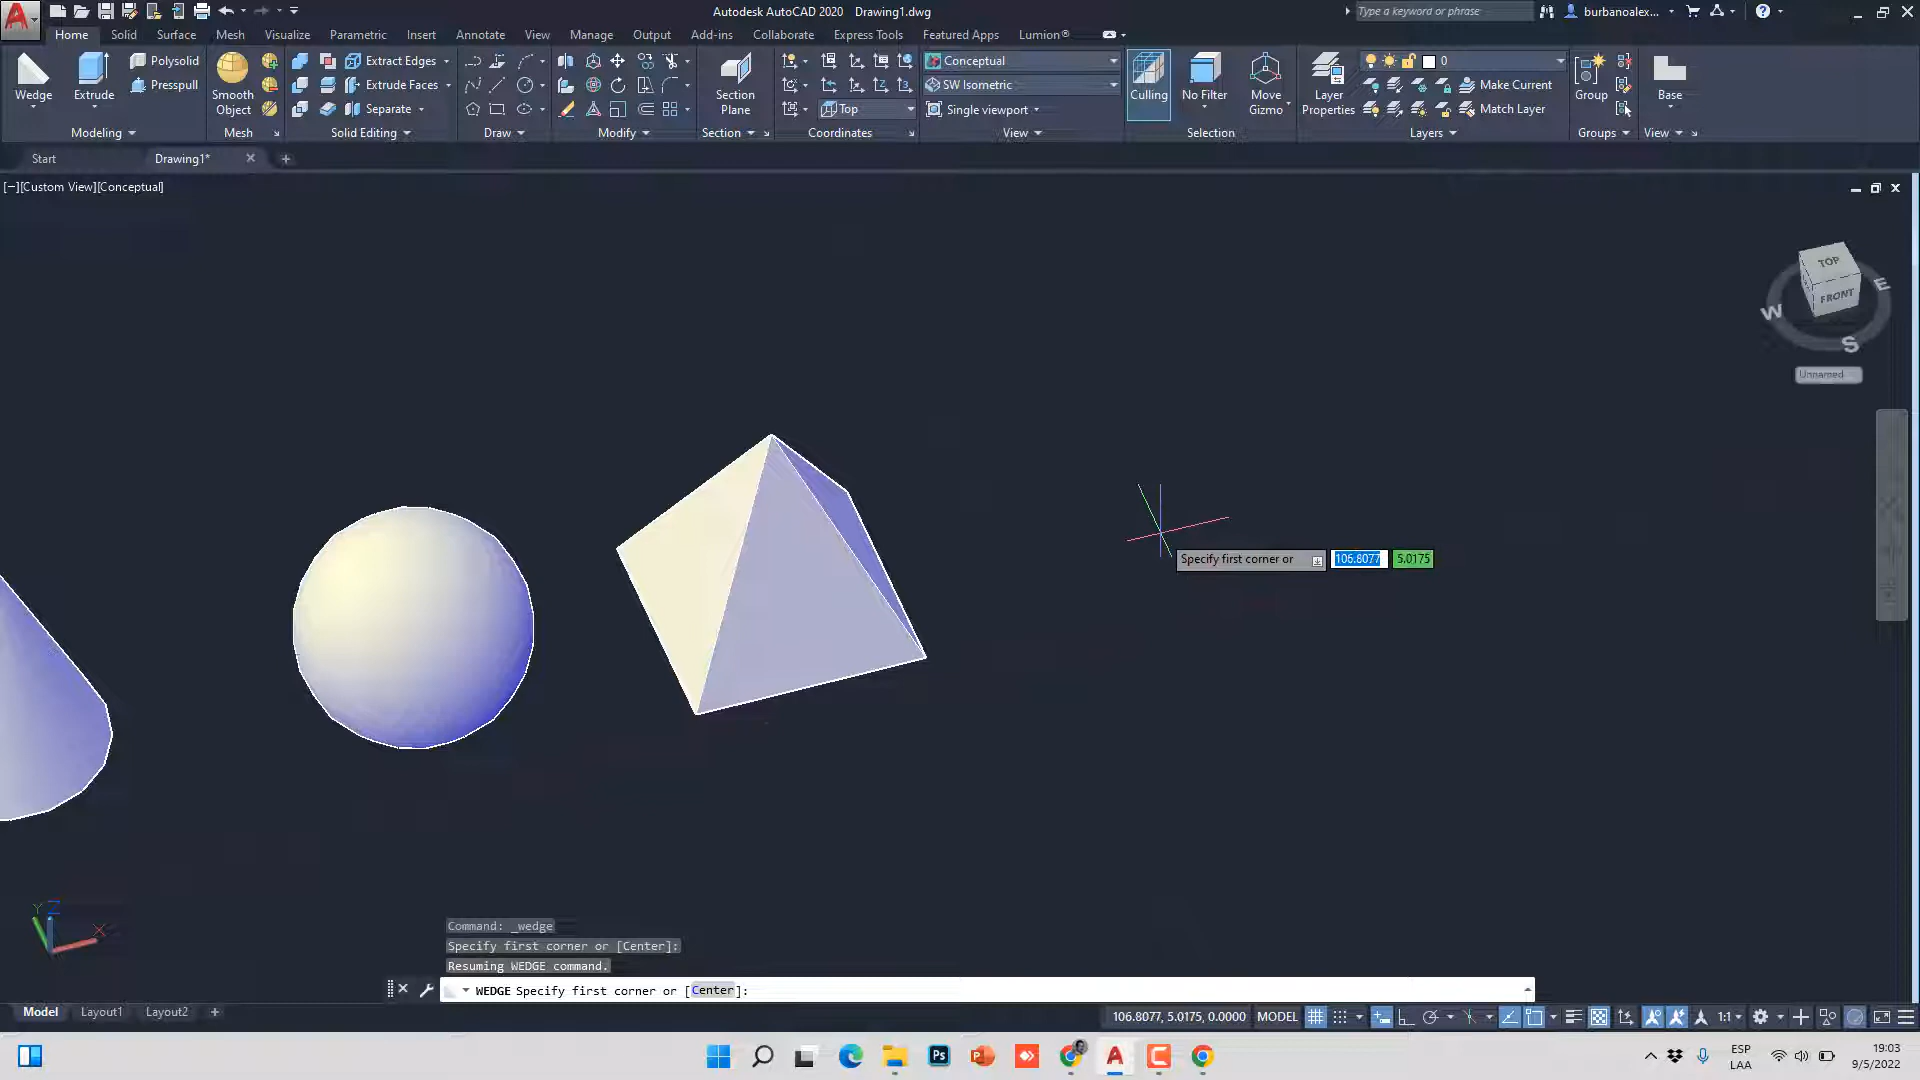 Autodesk AutoCAD 2020 Drawing1.dwg
Type a keyword or phrase
burbanoalex...
Home Solid Surface Mesh Visualize Parametric Insert Annotate View Manage Output Add-ins Collaborate Express Tools Featured Apps Lumion®
Wedge
Extrude
Polysolid
Presspull
Smooth
Object
Extract Edges
Extrude Faces
Separate
Section
Plane
Top
Conceptual
SW Isometric
Single viewport
Culling
No Filter
Move
Gizmo
Layer
Properties
0
Make Current
Match Layer
Group
Base
Modeling Mesh Solid Editing Draw Modify Section Coordinates View Selection Layers Groups View
Start Drawing1*
[−][Custom View][Conceptual]
TOP
FRONT
W
E
S
Unnamed
Specify first corner or 106.8077 5.0175
Y Z
X
Command: _wedge
Specify first corner or [Center]:
Resuming WEDGE command.
WEDGE Specify first corner or [Center]:
Model Layout1 Layout2
106.8077, 5.0175, 0.0000 MODEL 1:1
ESP
LAA
19:03
9/5/2022